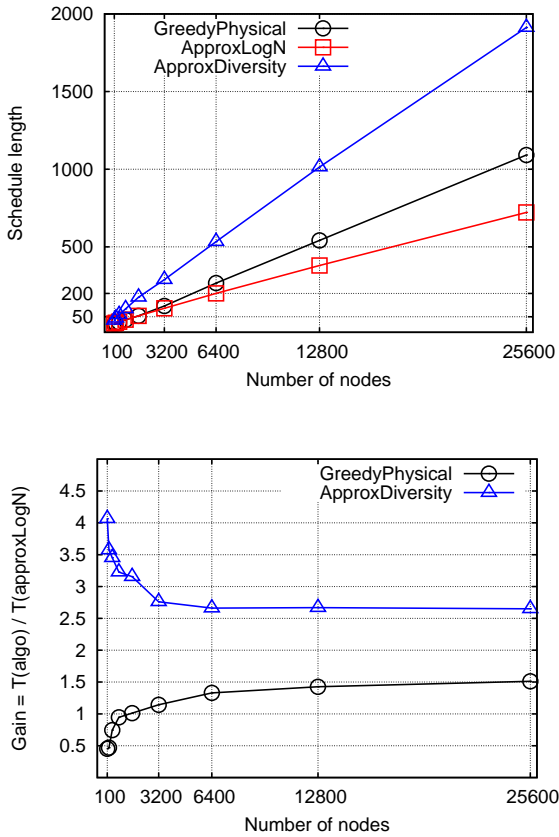 2000
1500
1000
500
200
50
Schedule length
GreedyPhysical
ApproxLogN
ApproxDiversity
100 3200 6400 12800 25600
Number of nodes
4.5
4
3.5
3
2.5
2
1.5
1
0.5
Gain = T(algo) / T(approxLogN)
GreedyPhysical
ApproxDiversity
100 3200 6400 12800 25600
Number of nodes